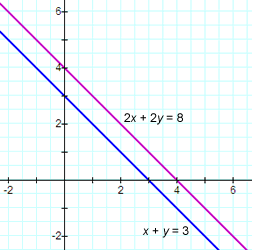 6
4
2x + 2y = 8
2
-2 2 4 6
x + y = 3
-2